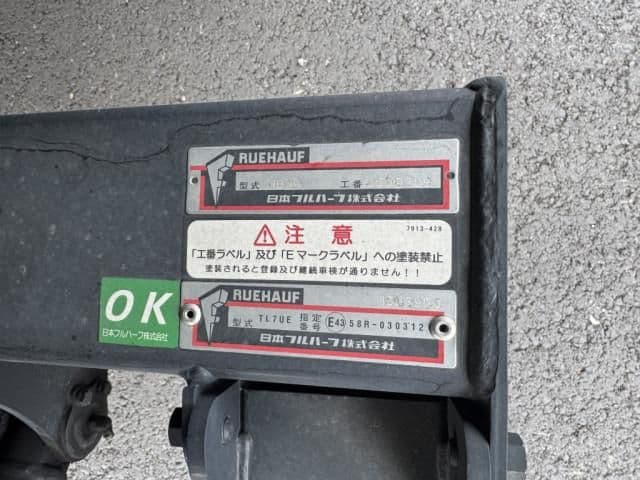 RUEHAUF
型式 工番
日本フルハーフ株式会社
7913-428
⚠ 注意
「工番ラベル」及び「Eマークラベル」への塗装禁止
塗装されると登録及び継続車検が通りません!!
RUEHAUF
型式 TL7UE 指定番号 E43 58R-030312
日本フルハーフ株式会社
OK
日本フルハーフ株式会社